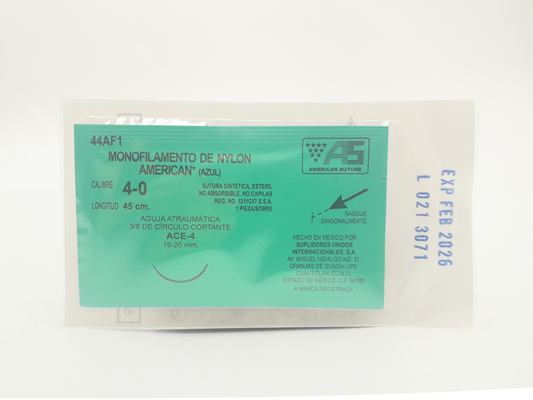 44AF1
MONOFILAMENTO DE NYLON
AMERICAN* (AZUL)
CALIBRE 4-0
LONGITUD 45 cm.
SUTURA SINTETICA, ESTERIL
NO ABSORBIBLE, NO CAPILAR
REG. NO. 1211C87 S.S.A.
1 PIEZA/SOBRE
AGUJA ATRAUMÁTICA
3/8 DE CÍRCULO CORTANTE
ACE-4
19-20 mm.
AS
AMERICAN SUTURE
RASGUE
DIAGONALMENTE
HECHO EN MEXICO POR
SUPLIDORES UNIDOS
INTERNACIONALES, S.A.
AV. MIGUEL HIDALGO NO. 31,
GRANJAS DE GUADALUPE,
CUAUTITLAN IZCALLI,
ESTADO DE MEXICO, C.P. 54760
* MARCA REGISTRADA
EXP FEB 2026
L 021 3071